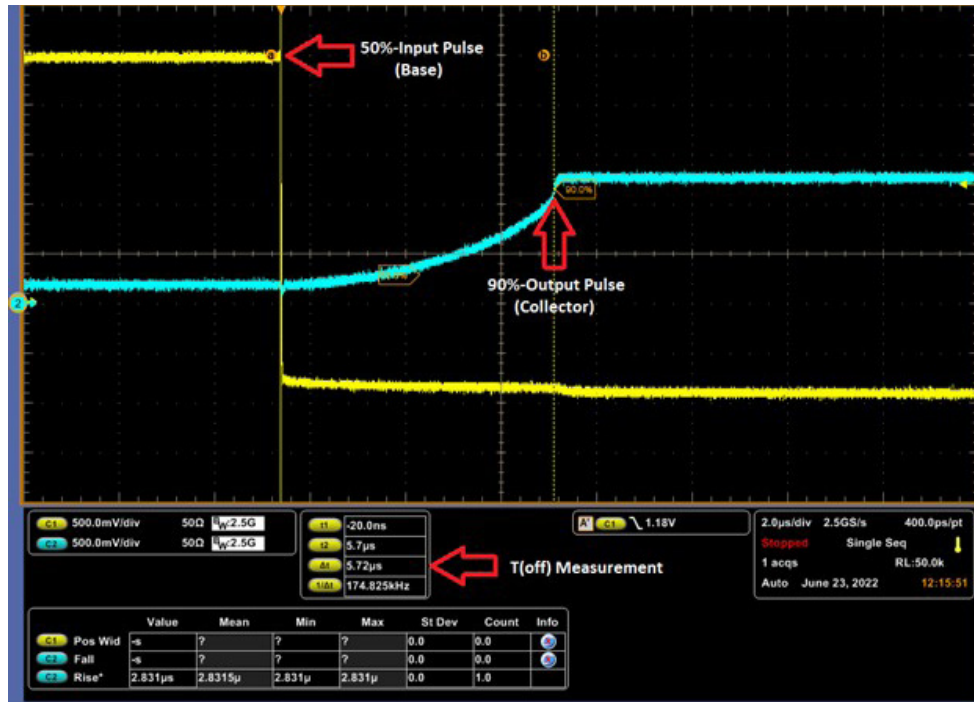 a
50%-Input Pulse
(Base)
b
90.0%
90%-Output Pulse
(Collector)
2
C1 500.0mV/div 50Ω BW:2.5G
C2 500.0mV/div 50Ω BW:2.5G
t1 -20.0ns
t2 5.7µs
Δt 5.72µs
1/Δt 174.825kHz
T(off) Measurement
A' C1 1.18V
2.0µs/div 2.5GS/s 400.0ps/pt
Stopped Single Seq
1 acqs RL:50.0k
Auto June 23, 2022 12:15:51
Value Mean Min Max St Dev Count Info
C1 Pos Wid -s ? ? ? 0.0 0.0
C2 Fall -s ? ? ? 0.0 0.0
C2 Rise* 2.831µs 2.8315µ 2.831µ 2.831µ 0.0 1.0